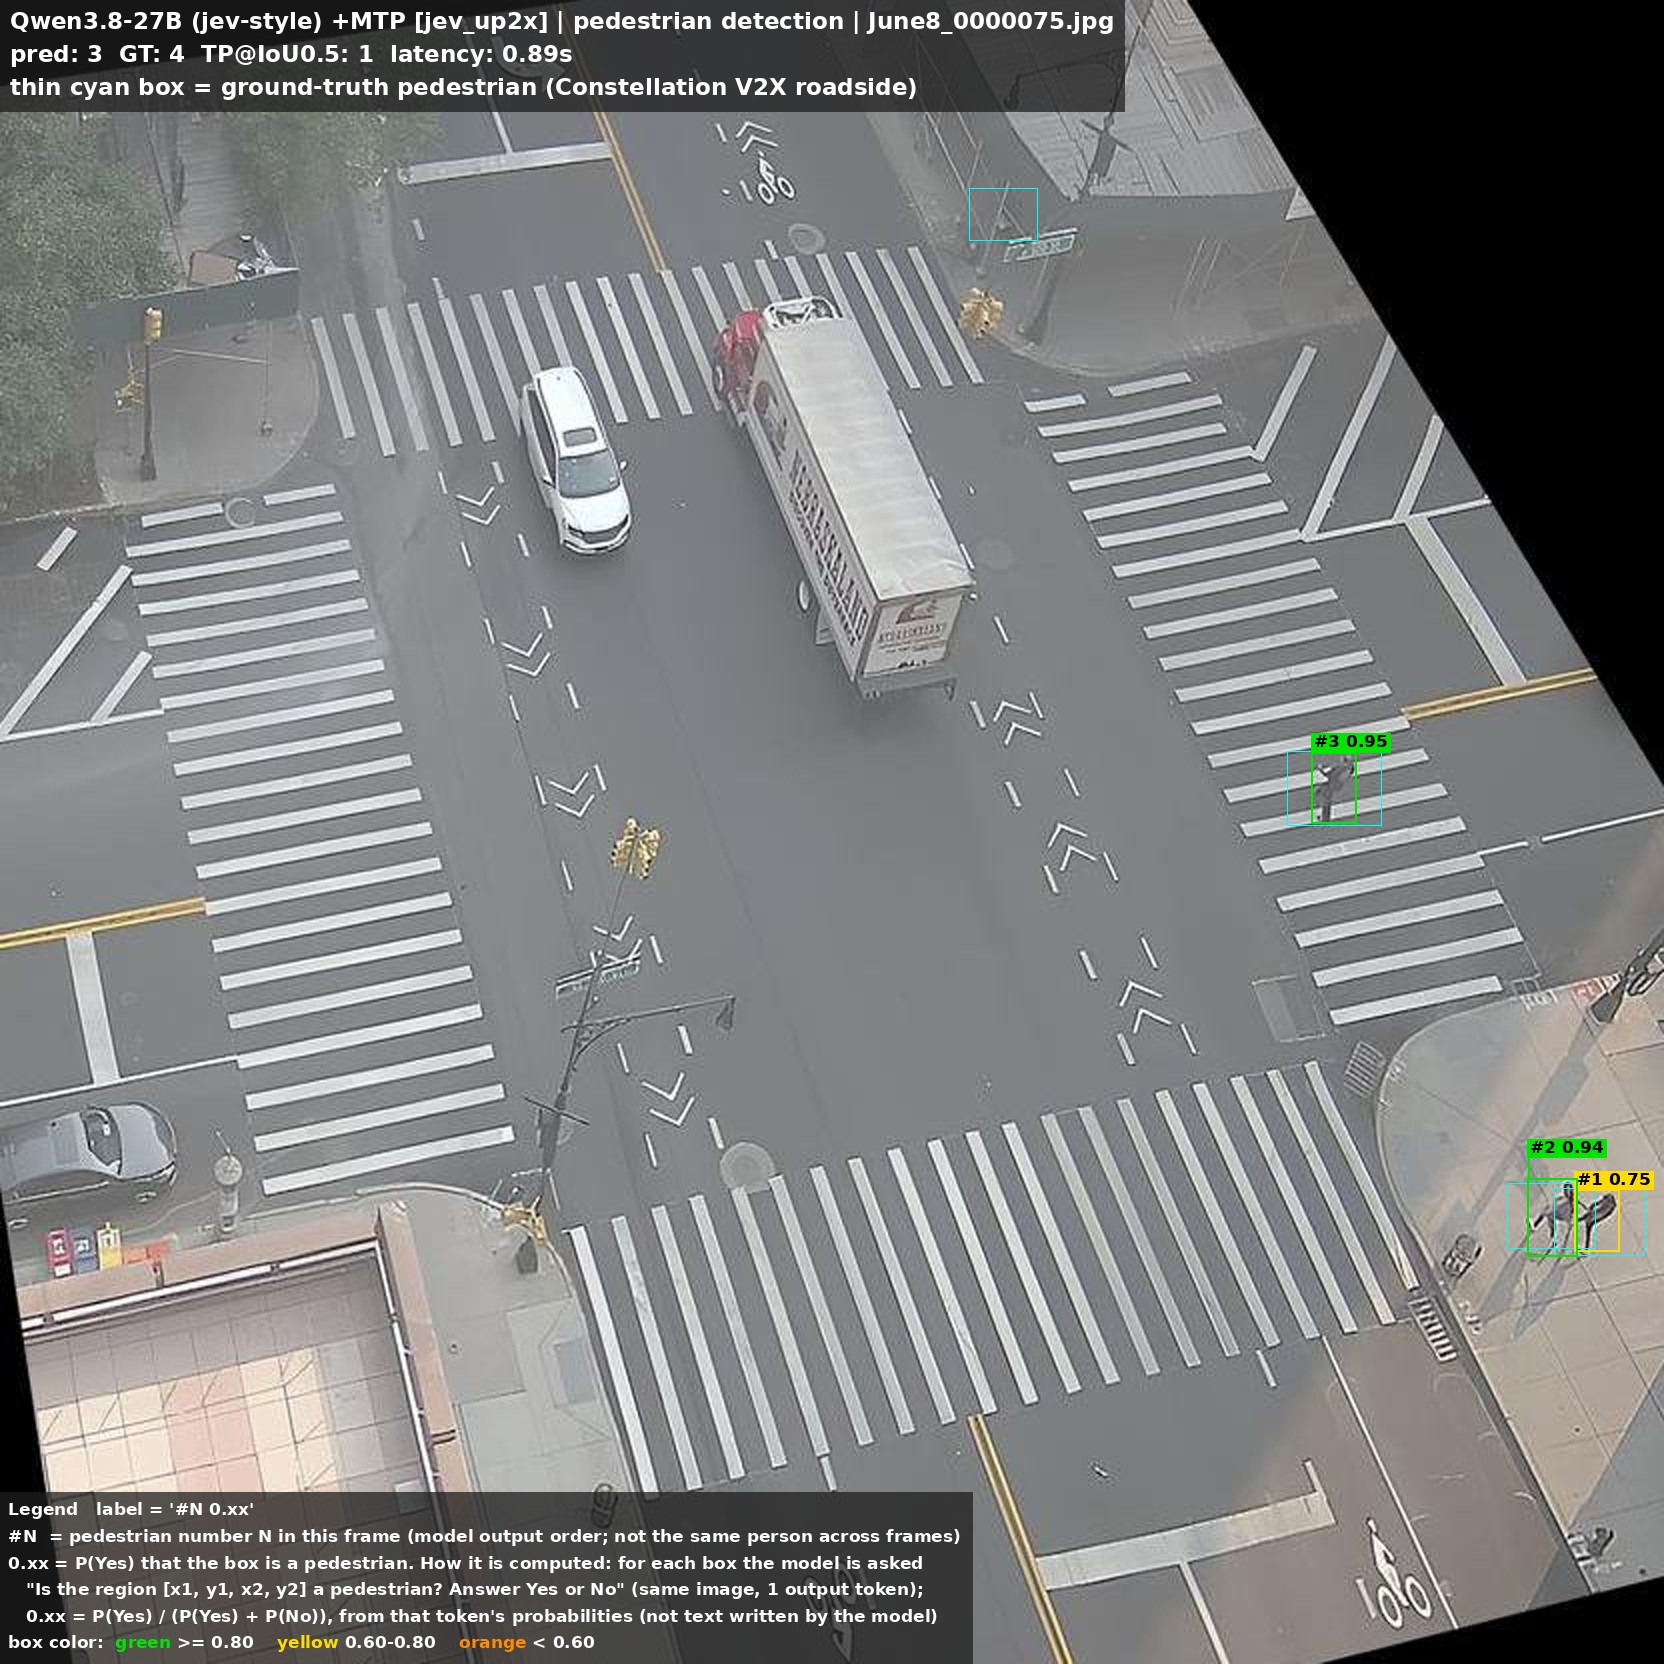 Qwen3.8-27B (jev-style) +MTP [jev_up2x] | pedestrian detection | June8_0000075.jpg
pred: 3  GT: 4  TP@IoU0.5: 1  latency: 0.89s
thin cyan box = ground-truth pedestrian (Constellation V2X roadside)
#3 0.95
#2 0.94
#1 0.75
Legend   label = '#N 0.xx'
#N  = pedestrian number N in this frame (model output order; not the same person across frames)
0.xx = P(Yes) that the box is a pedestrian. How it is computed: for each box the model is asked
"Is the region [x1, y1, x2, y2] a pedestrian? Answer Yes or No" (same image, 1 output token);
0.xx = P(Yes) / (P(Yes) + P(No)), from that token's probabilities (not text written by the model)
box color:  green >= 0.80    yellow 0.60-0.80    orange < 0.60